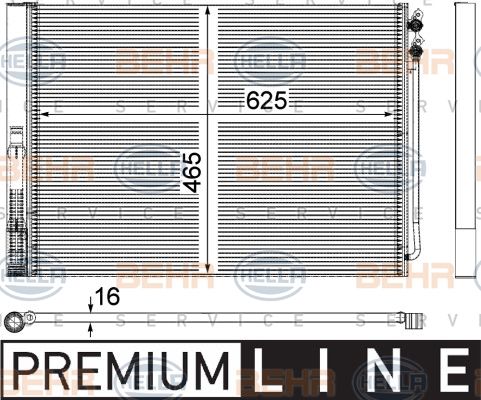 HELLA BEHR HELLA BEHR HELLA
SERVICE SERVICE
625
BEHR HELLA BEHR HELLA BEHR
465
SERVICE SERVICE
HELLA BEHR HELLA BEHR HELLA
16
SERVICE SERVICE
PREMIUM LINE